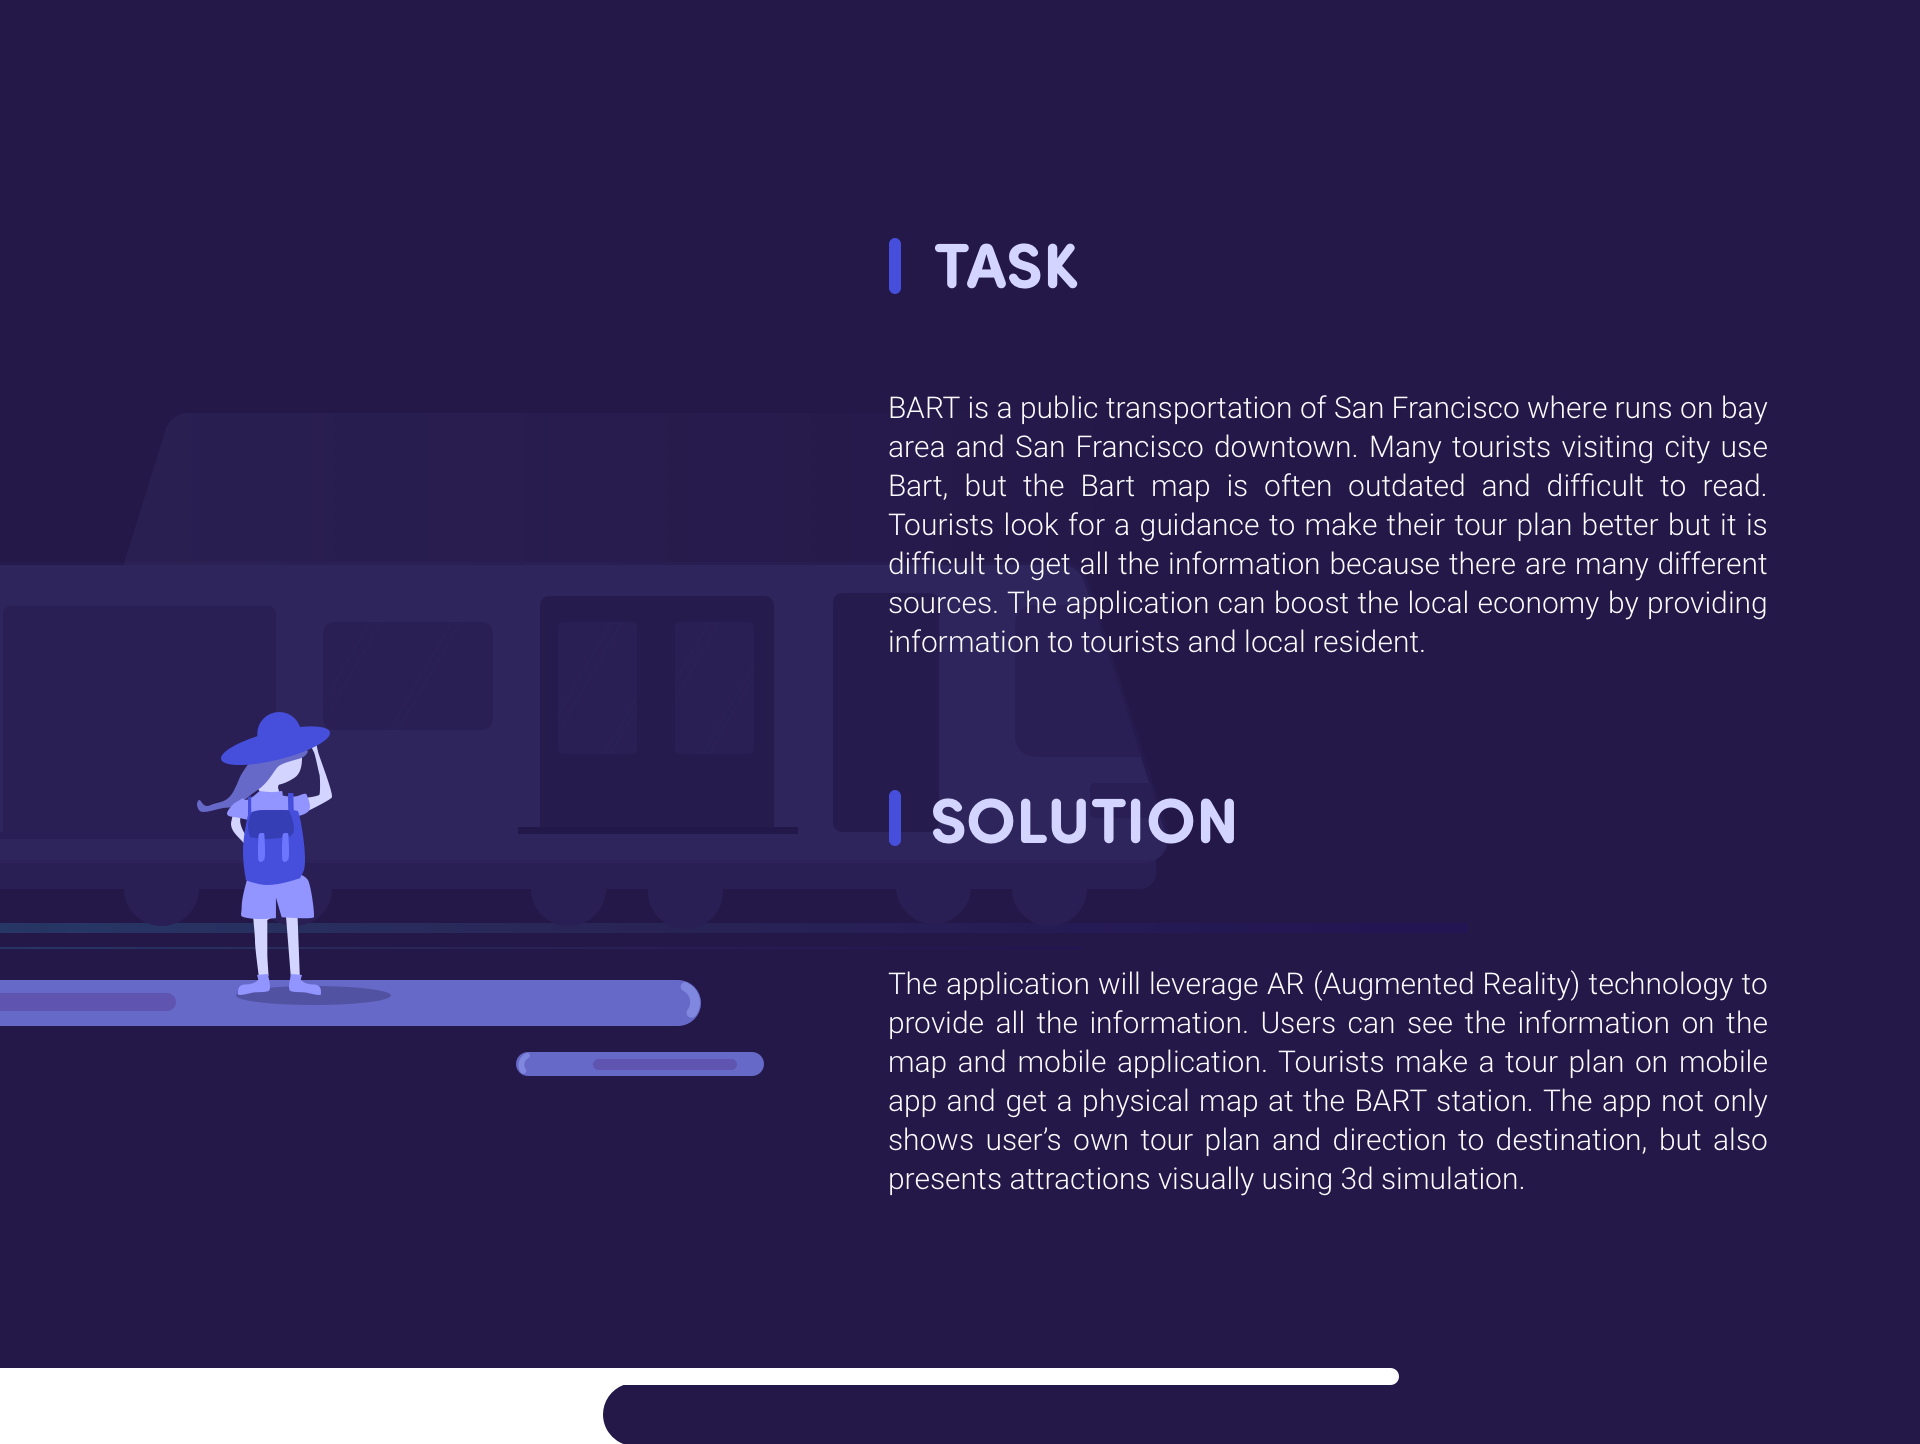 TASK
BART is a public transportation of San Francisco where runs on bay
area and San Francisco downtown. Many tourists visiting city use
Bart, but the Bart map is often outdated and difficult to read.
Tourists look for a guidance to make their tour plan better but it is
difficult to get all the information because there are many different
sources. The application can boost the local economy by providing
information to tourists and local resident.
SOLUTION
The application will leverage AR (Augmented Reality) technology to
provide all the information. Users can see the information on the
map and mobile application. Tourists make a tour plan on mobile
app and get a physical map at the BART station. The app not only
shows user’s own tour plan and direction to destination, but also
presents attractions visually using 3d simulation.